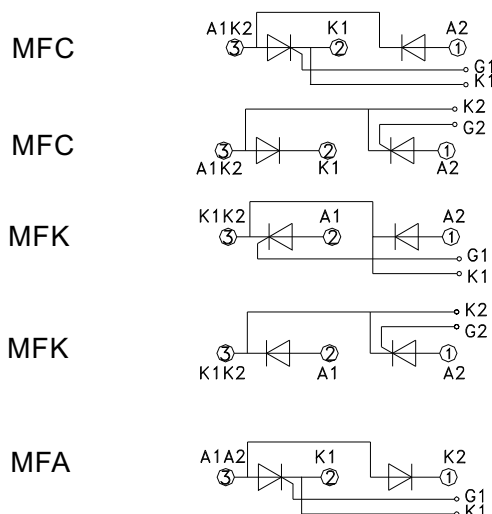 A1K2 K1 A2
MFC 3 2 1
G1
K1
K2
G2
MFC 3 2 1
A1K2 K1 A2
K1K2 A1 A2
MFK 3 2 1
G1
K1
K2
G2
MFK 3 2 1
K1K2 A1 A2
A1A2 K1 K2
MFA 3 2 1
G1
K1